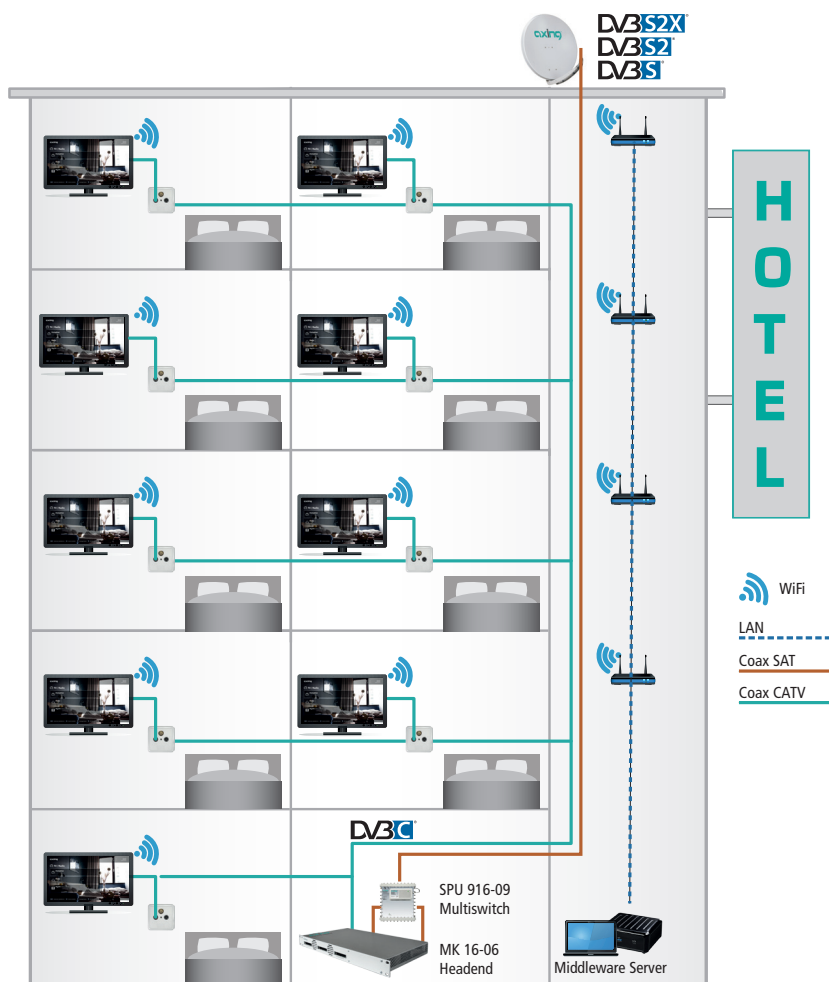 axing
DVB S2X
DVB S2
DVB S
HOTEL
WiFi
LAN
Coax SAT
Coax CATV
DVB C
SPU 916-09
Multiswitch
MK 16-06
Headend
Middleware Server